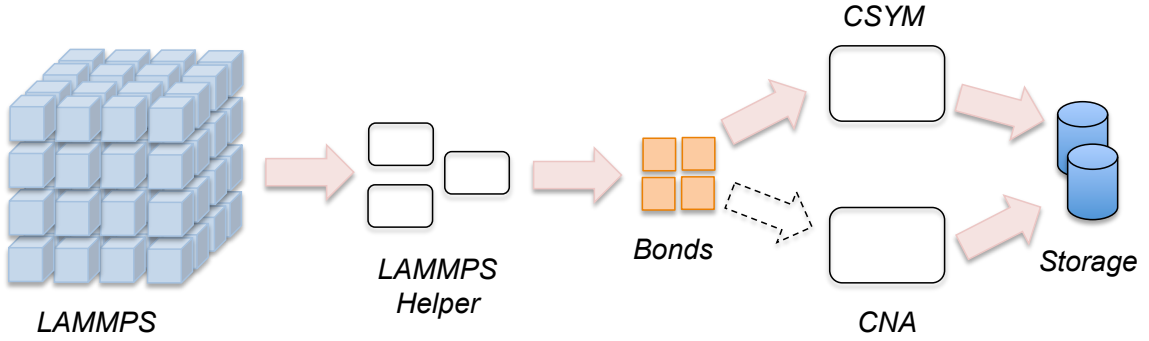 CSYM
LAMMPS
Helper
Bonds
Storage
LAMMPS
CNA